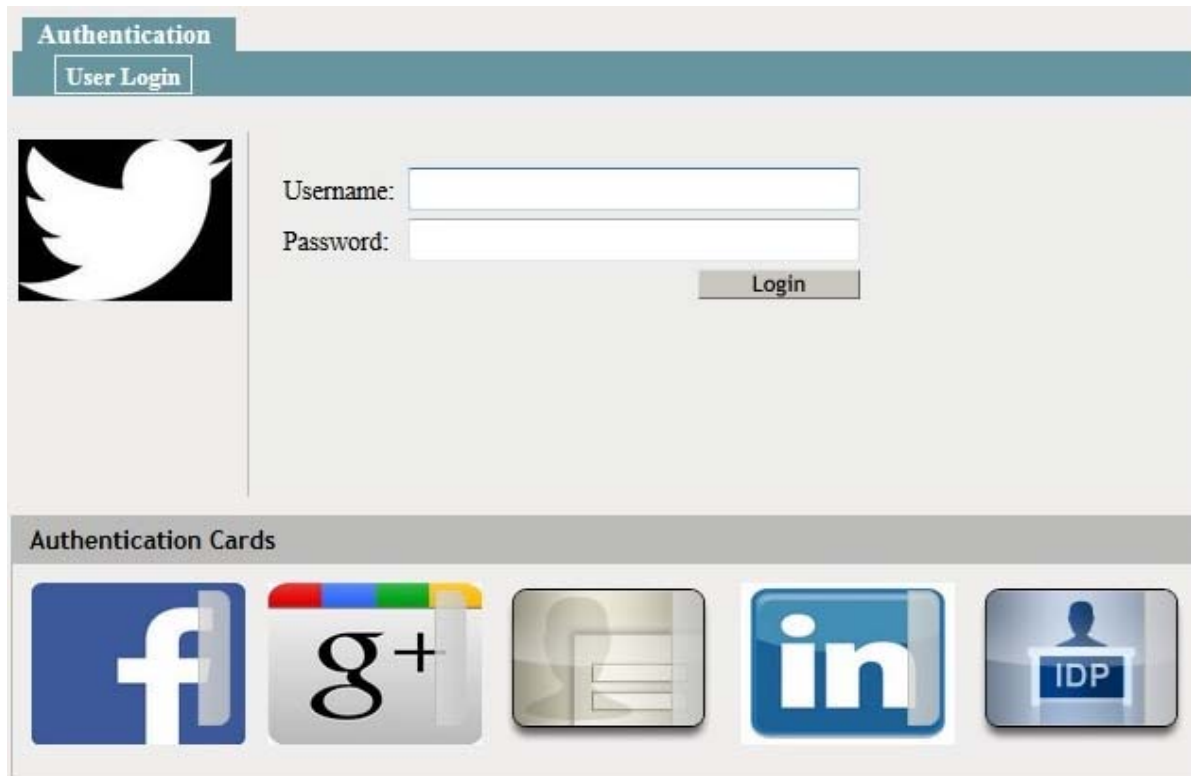 Authentication
User Login
Username:
Password:
Login
Authentication Cards
f
g+
in
IDP